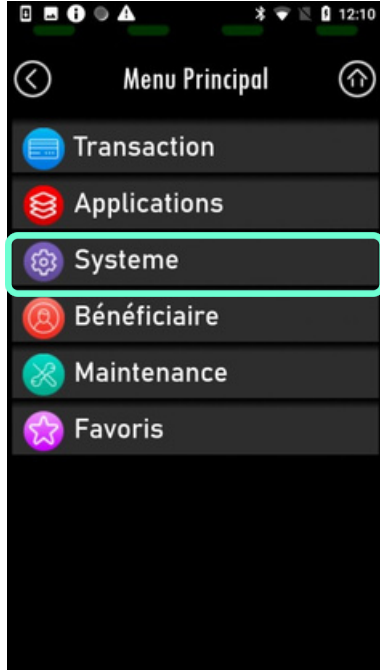 12:10
Menu Principal
Transaction
Applications
Systeme
Bénéficiaire
Maintenance
Favoris